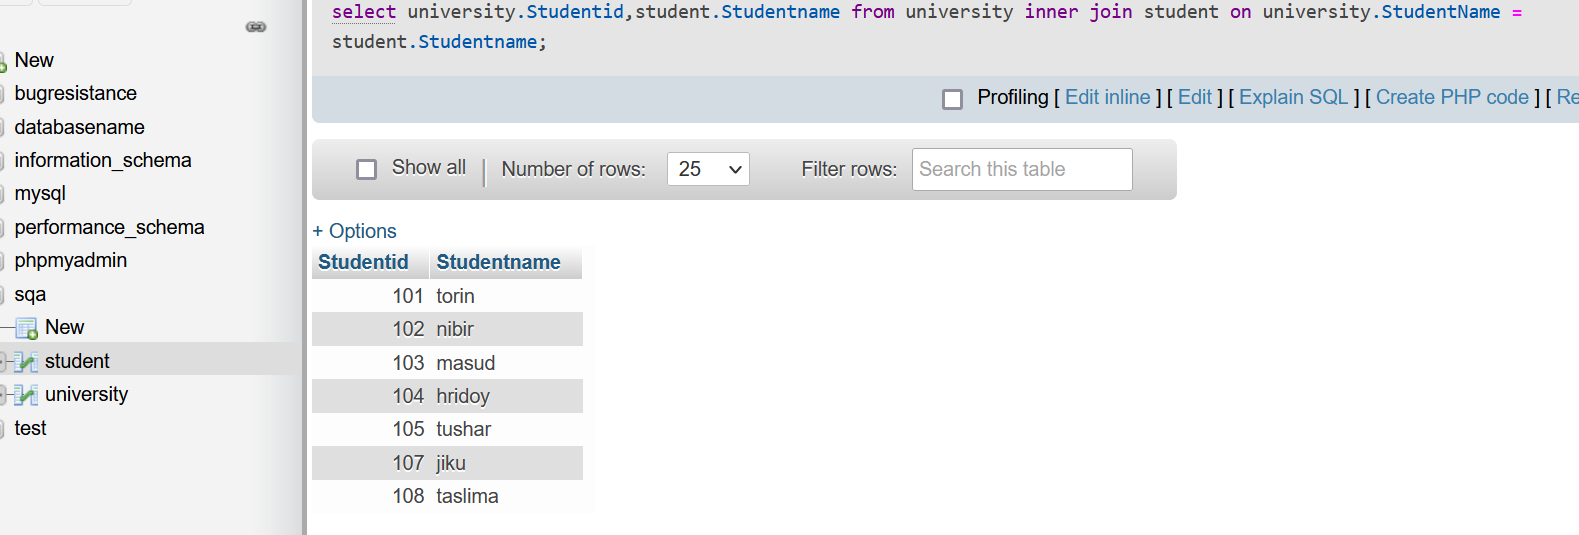 select university.Studentid,student.Studentname from university inner join student on university.StudentName =
student.Studentname;
Profiling [ Edit inline ] [ Edit ] [ Explain SQL ] [ Create PHP code ] [ Re
Show all | Number of rows: 25 Filter rows: Search this table
+ Options
Studentid Studentname
101 torin
102 nibir
103 masud
104 hridoy
105 tushar
107 jiku
108 taslima
New
bugresistance
databasename
information_schema
mysql
performance_schema
phpmyadmin
sqa
New
student
university
test